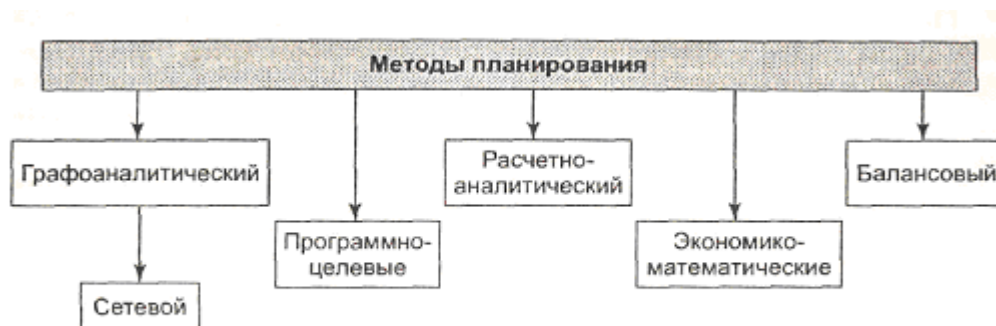 Методы планирования
Графоаналитический
Расчетно-
аналитический
Балансовый
Программно-
целевые
Экономико-
математические
Сетевой